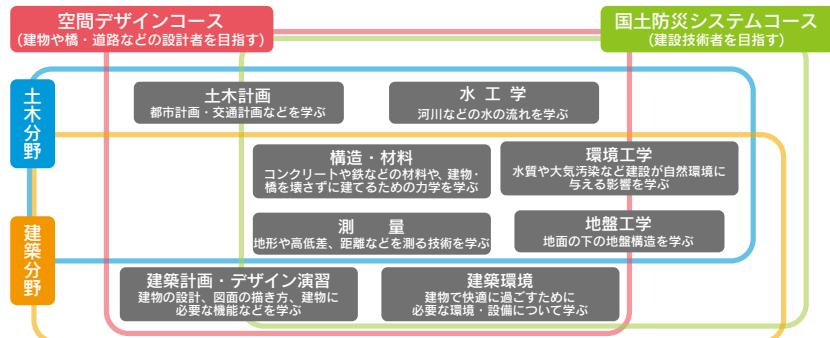 空間デザインコース
(建物や橋・道路などの設計者を目指す)
国土防災システムコース
(建設技術者を目指す)
土木分野
土木計画
都市計画・交通計画などを学ぶ
水 工 学
河川などの水の流れを学ぶ
構造・材料
コンクリートや鉄などの材料や、建物・
橋を壊さずに建てるための力学を学ぶ
環境工学
水質や大気汚染など建設が自然環境に
与える影響を学ぶ
建築分野
測 量
地形や高低差、距離などを測る技術を学ぶ
地盤工学
地面の下の地盤構造を学ぶ
建築計画・デザイン演習
建物の設計、図面の描き方、建物に
必要な機能などを学ぶ
建築環境
建物で快適に過ごすために
必要な環境・設備について学ぶ